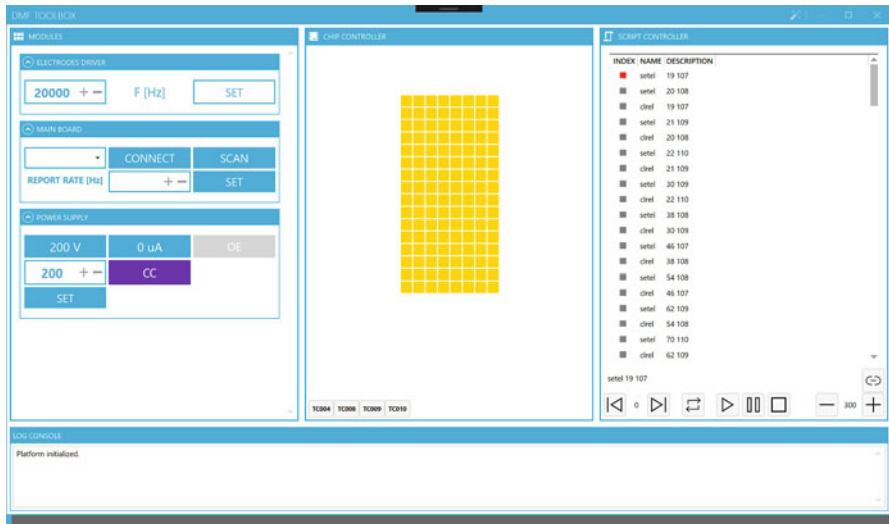 DMF TOOLBOX
MODULES
ELECTRODES DRIVER
20000 + − F [Hz] SET
MAIN BOARD
CONNECT SCAN
REPORT RATE [Hz] + − SET
POWER SUPPLY
200 V 0 uA OE
200 + − CC
SET
CHIP CONTROLLER
TC004 TC008 TC009 TC010
SCRIPT CONTROLLER
INDEX NAME DESCRIPTION
setel 19 107
setel 20 108
clrel 19 107
setel 21 109
clrel 20 108
setel 22 110
clrel 21 109
setel 30 109
clrel 22 110
setel 38 108
clrel 30 109
setel 46 107
clrel 38 108
setel 54 108
clrel 46 107
setel 62 109
clrel 54 108
setel 70 110
clrel 62 109
setel 19 107
0 300
LOG CONSOLE
Platform initialized.